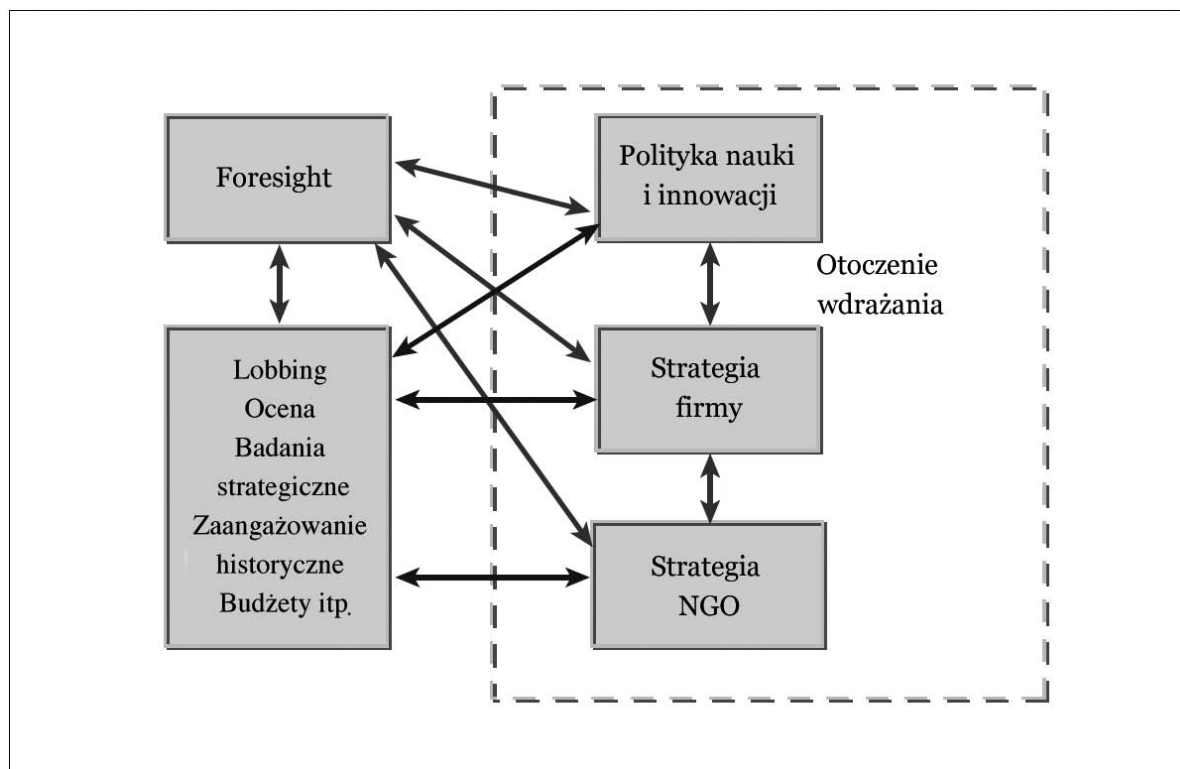 Foresight
Polityka nauki
i innowacji
Otoczenie
wdrażania
Lobbing
Ocena
Badania
strategiczne
Zaangażowanie
historyczne
Budżety itp.
Strategia
firmy
Strategia
NGO